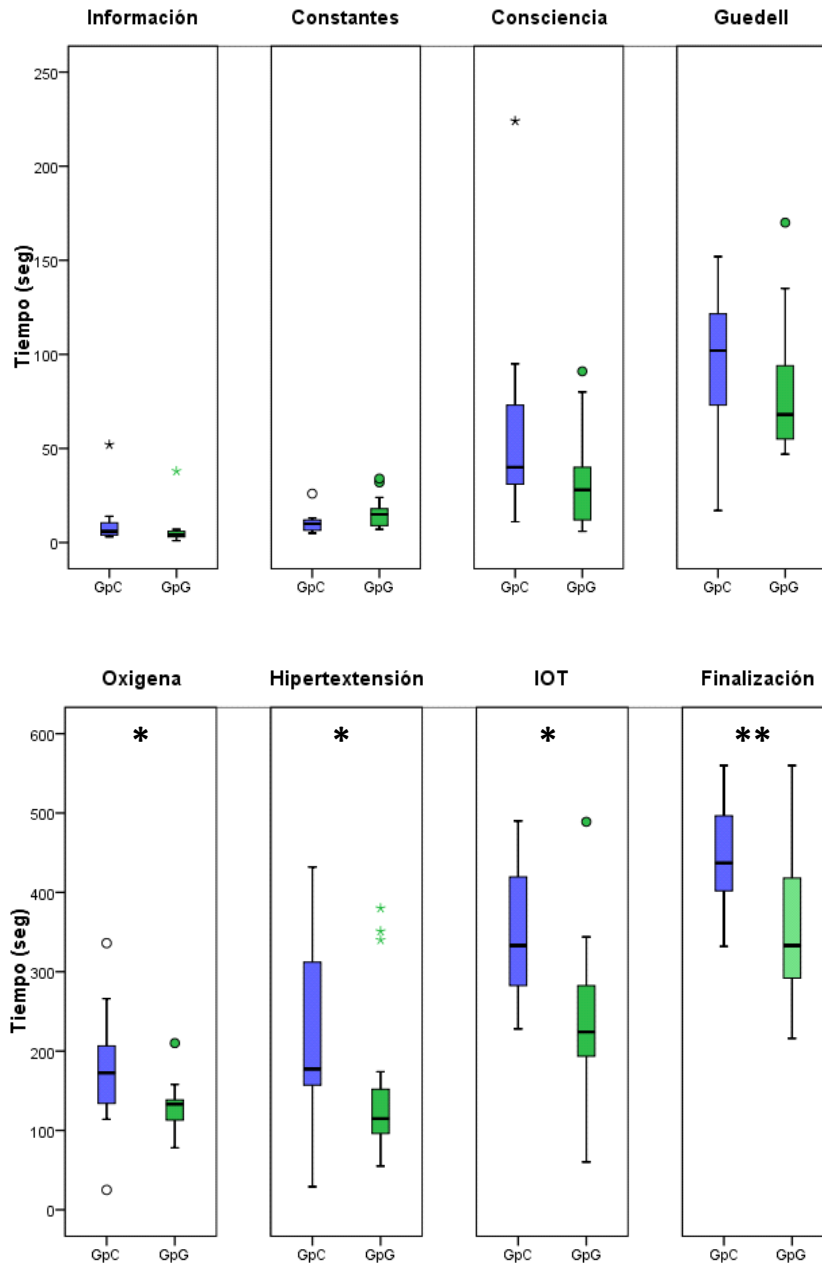 Información Constantes Consciencia Guedell
Tiempo (seg)
250
200
150
100
50
0
GpC GpG GpC GpG GpC GpG GpC GpG
Oxigena Hipertextensión IOT Finalización
* * * **
Tiempo (seg)
600
500
400
300
200
100
0
GpC GpG GpC GpG GpC GpG GpC GpG